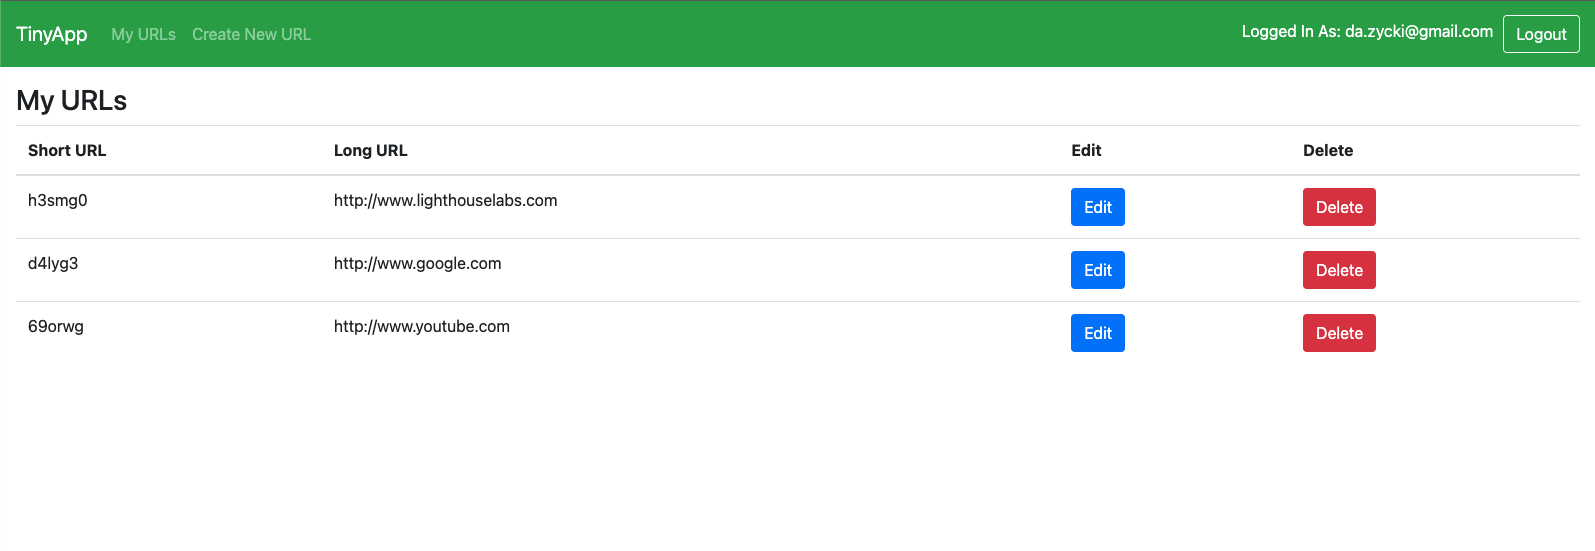 TinyApp My URLs Create New URL Logged In As: da.zycki@gmail.com Logout
My URLs
Short URL Long URL Edit Delete
h3smg0 http://www.lighthouselabs.com Edit Delete
d4lyg3 http://www.google.com Edit Delete
69orwg http://www.youtube.com Edit Delete